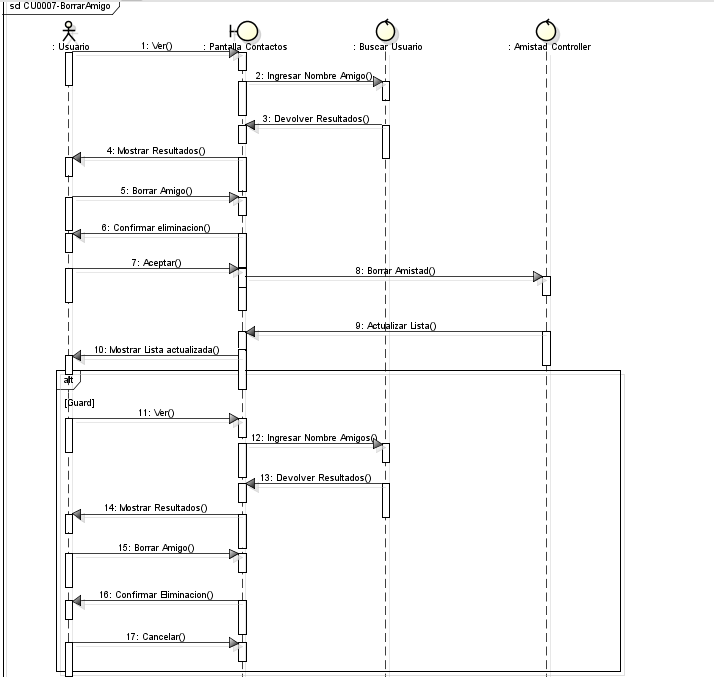 sd CU0007-BorrarAmigo
: Usuario
: Pantalla Contactos
: Buscar Usuario
: Amistad Controller
1: Ver()
2: Ingresar Nombre Amigo()
3: Devolver Resultados()
4: Mostrar Resultados()
5: Borrar Amigo()
6: Confirmar eliminacion()
7: Aceptar()
8: Borrar Amistad()
9: Actualizar Lista()
10: Mostrar Lista actualizada()
alt
[Guard]
11: Ver()
12: Ingresar Nombre Amigos()
13: Devolver Resultados()
14: Mostrar Resultados()
15: Borrar Amigo()
16: Confirmar Eliminacion()
17: Cancelar()